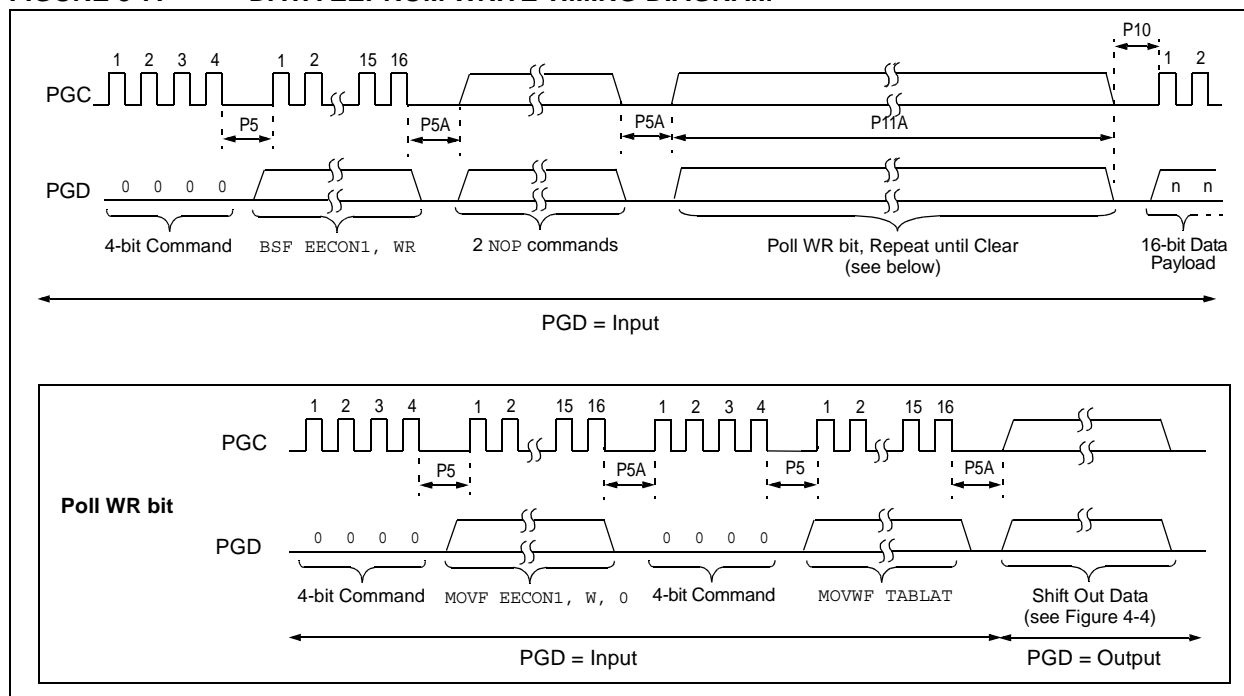 P10
1 2 3 4 1 2 15 16 1 2
PGC
P5 P5A P5A P11A
PGD
0 0 0 0 n n
4-bit Command BSF EECON1, WR 2 NOP commands Poll WR bit, Repeat until Clear 16-bit Data
(see below) Payload
PGD = Input
1 2 3 4 1 2 15 16 1 2 3 4 1 2 15 16
PGC
P5 P5A P5 P5A
Poll WR bit
PGD
0 0 0 0 0 0 0 0
4-bit Command MOVF EECON1, W, 0 4-bit Command MOVWF TABLAT Shift Out Data
(see Figure 4-4)
PGD = Input PGD = Output